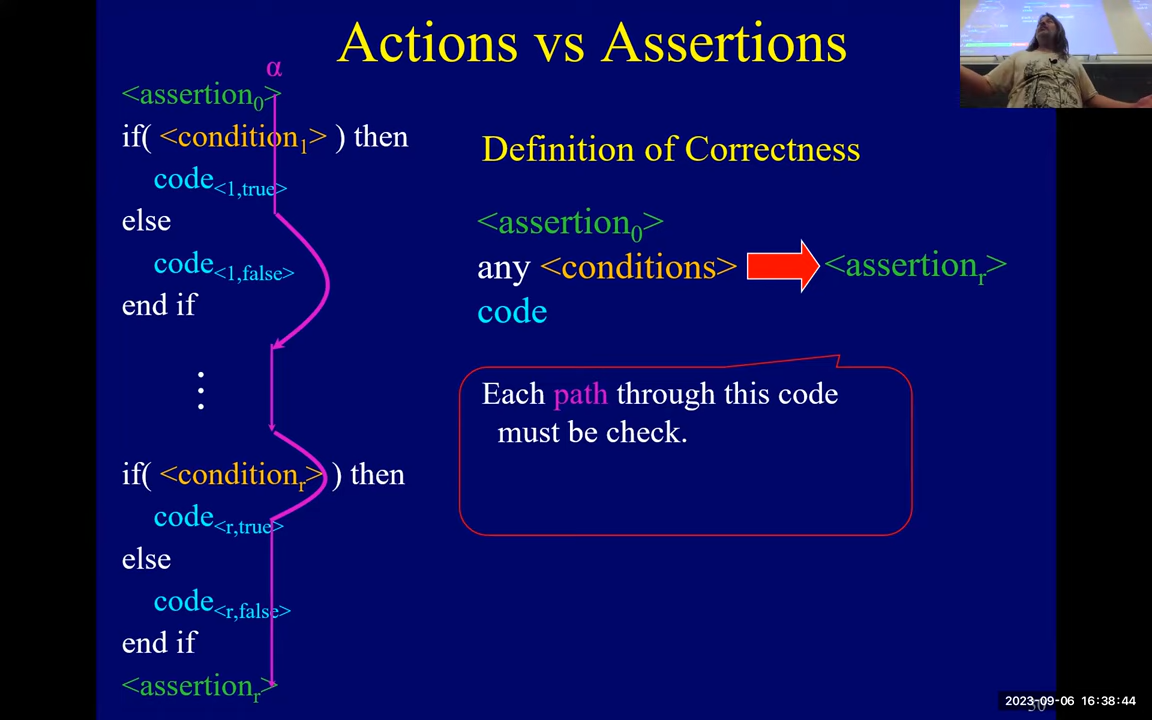 Actions vs Assertions
α
<assertion0>
if( <condition1> ) then
code<1,true>
else
code<1,false>
end if
⋮
if( <conditionr> ) then
code<r,true>
else
code<r,false>
end if
<assertionr>
Definition of Correctness
<assertion0>
any <conditions>
code
<assertionr>
Each path through this code
must be check.
2023-09-06 16:38:44